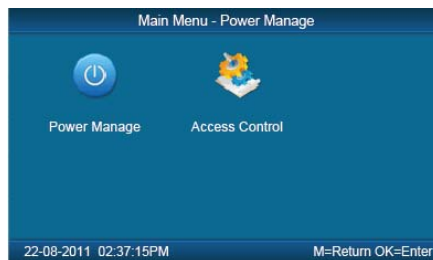 Main Menu - Power Manage
Power Manage Access Control
22-08-2011 02:37:15PM M=Return OK=Enter